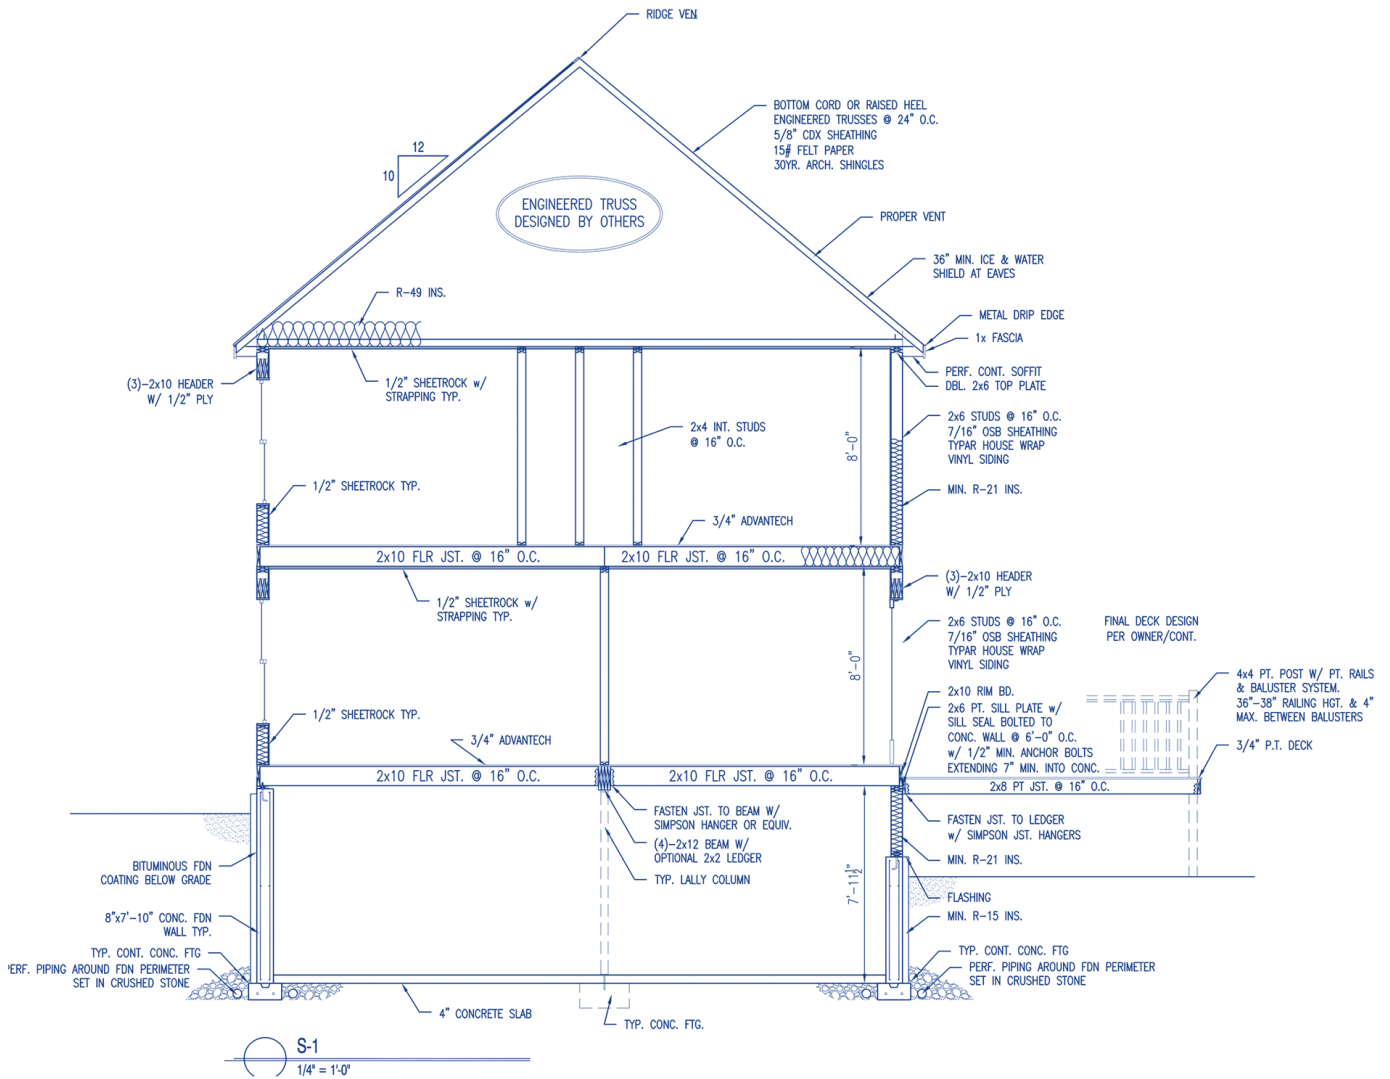 RIDGE VEN
BOTTOM CORD OR RAISED HEEL
ENGINEERED TRUSSES @ 24" O.C.
5/8" CDX SHEATHING
15# FELT PAPER
30YR. ARCH. SHINGLES
12
10
ENGINEERED TRUSS
DESIGNED BY OTHERS
PROPER VENT
36" MIN. ICE & WATER
SHIELD AT EAVES
R-49 INS.
METAL DRIP EDGE
1x FASCIA
(3)-2x10 HEADER
W/ 1/2" PLY
1/2" SHEETROCK w/
STRAPPING TYP.
PERF. CONT. SOFFIT
DBL. 2x6 TOP PLATE
2x4 INT. STUDS
@ 16" O.C.
8'-0"
2x6 STUDS @ 16" O.C.
7/16" OSB SHEATHING
TYPAR HOUSE WRAP
VINYL SIDING
1/2" SHEETROCK TYP.
MIN. R-21 INS.
3/4" ADVANTECH
2x10 FLR JST. @ 16" O.C.
2x10 FLR JST. @ 16" O.C.
1/2" SHEETROCK w/
STRAPPING TYP.
(3)-2x10 HEADER
W/ 1/2" PLY
8'-0"
2x6 STUDS @ 16" O.C.
7/16" OSB SHEATHING
TYPAR HOUSE WRAP
VINYL SIDING
FINAL DECK DESIGN
PER OWNER/CONT.
4x4 PT. POST W/ PT. RAILS
& BALUSTER SYSTEM.
36"-38" RAILING HGT. & 4"
MAX. BETWEEN BALUSTERS
1/2" SHEETROCK TYP.
3/4" ADVANTECH
2x10 RIM BD.
2x6 PT. SILL PLATE w/
SILL SEAL BOLTED TO
CONC. WALL @ 6'-0" O.C.
w/ 1/2" MIN. ANCHOR BOLTS
EXTENDING 7" MIN. INTO CONC.
3/4" P.T. DECK
2x10 FLR JST. @ 16" O.C.
2x10 FLR JST. @ 16" O.C.
2x8 PT JST. @ 16" O.C.
FASTEN JST. TO BEAM W/
SIMPSON HANGER OR EQUIV.
(4)-2x12 BEAM W/
OPTIONAL 2x2 LEDGER
TYP. LALLY COLUMN
FASTEN JST. TO LEDGER
w/ SIMPSON JST. HANGERS
MIN. R-21 INS.
7'-11 1/2"
BITUMINOUS FDN
COATING BELOW GRADE
FLASHING
MIN. R-15 INS.
8"x7'-10" CONC. FDN
WALL TYP.
TYP. CONT. CONC. FTG
'ERF. PIPING AROUND FDN PERIMETER
SET IN CRUSHED STONE
TYP. CONT. CONC. FTG
PERF. PIPING AROUND FDN PERIMETER
SET IN CRUSHED STONE
4" CONCRETE SLAB
TYP. CONC. FTG.
S-1
1/4" = 1'-0"